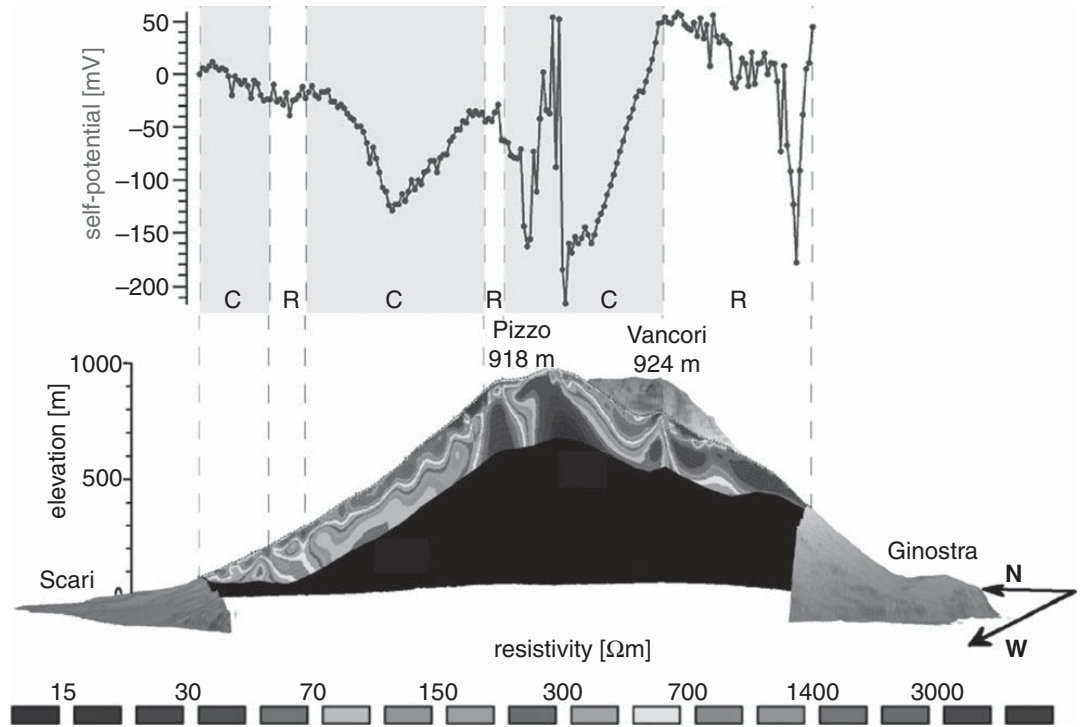 50
0
−50
−100
−150
−200
self-potential [mV]
C R C R C R
Pizzo
918 m
Vancori
924 m
1000
500
0
elevation [m]
Scari
Ginostra
N
W
resistivity [Ωm]
15 30 70 150 300 700 1400 3000